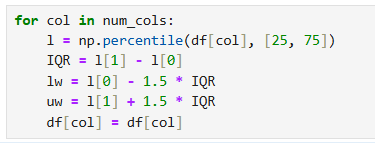 for col in num_cols:
    l = np.percentile(df[col], [25, 75])
    IQR = l[1] - l[0]
    lw = l[0] - 1.5 * IQR
    uw = l[1] + 1.5 * IQR
    df[col] = df[col]